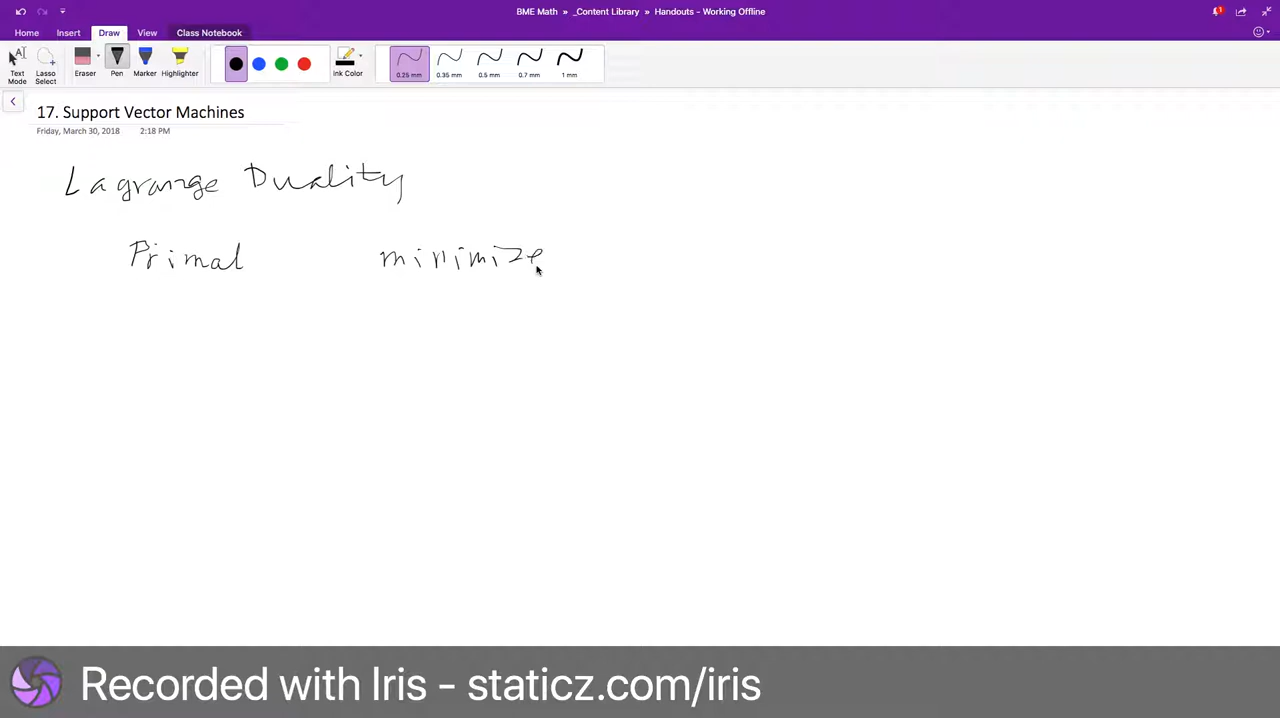 BME Math » _Content Library » Handouts - Working Offline
Home Insert Draw View Class Notebook
Text Mode Lasso Select Eraser Pen Marker Highlighter Ink Color 0.25 mm 0.35 mm 0.5 mm 0.7 mm 1 mm
17. Support Vector Machines
Friday, March 30, 2018 2:18 PM
Lagrange Duality
Primal minimize
Recorded with Iris - staticz.com/iris